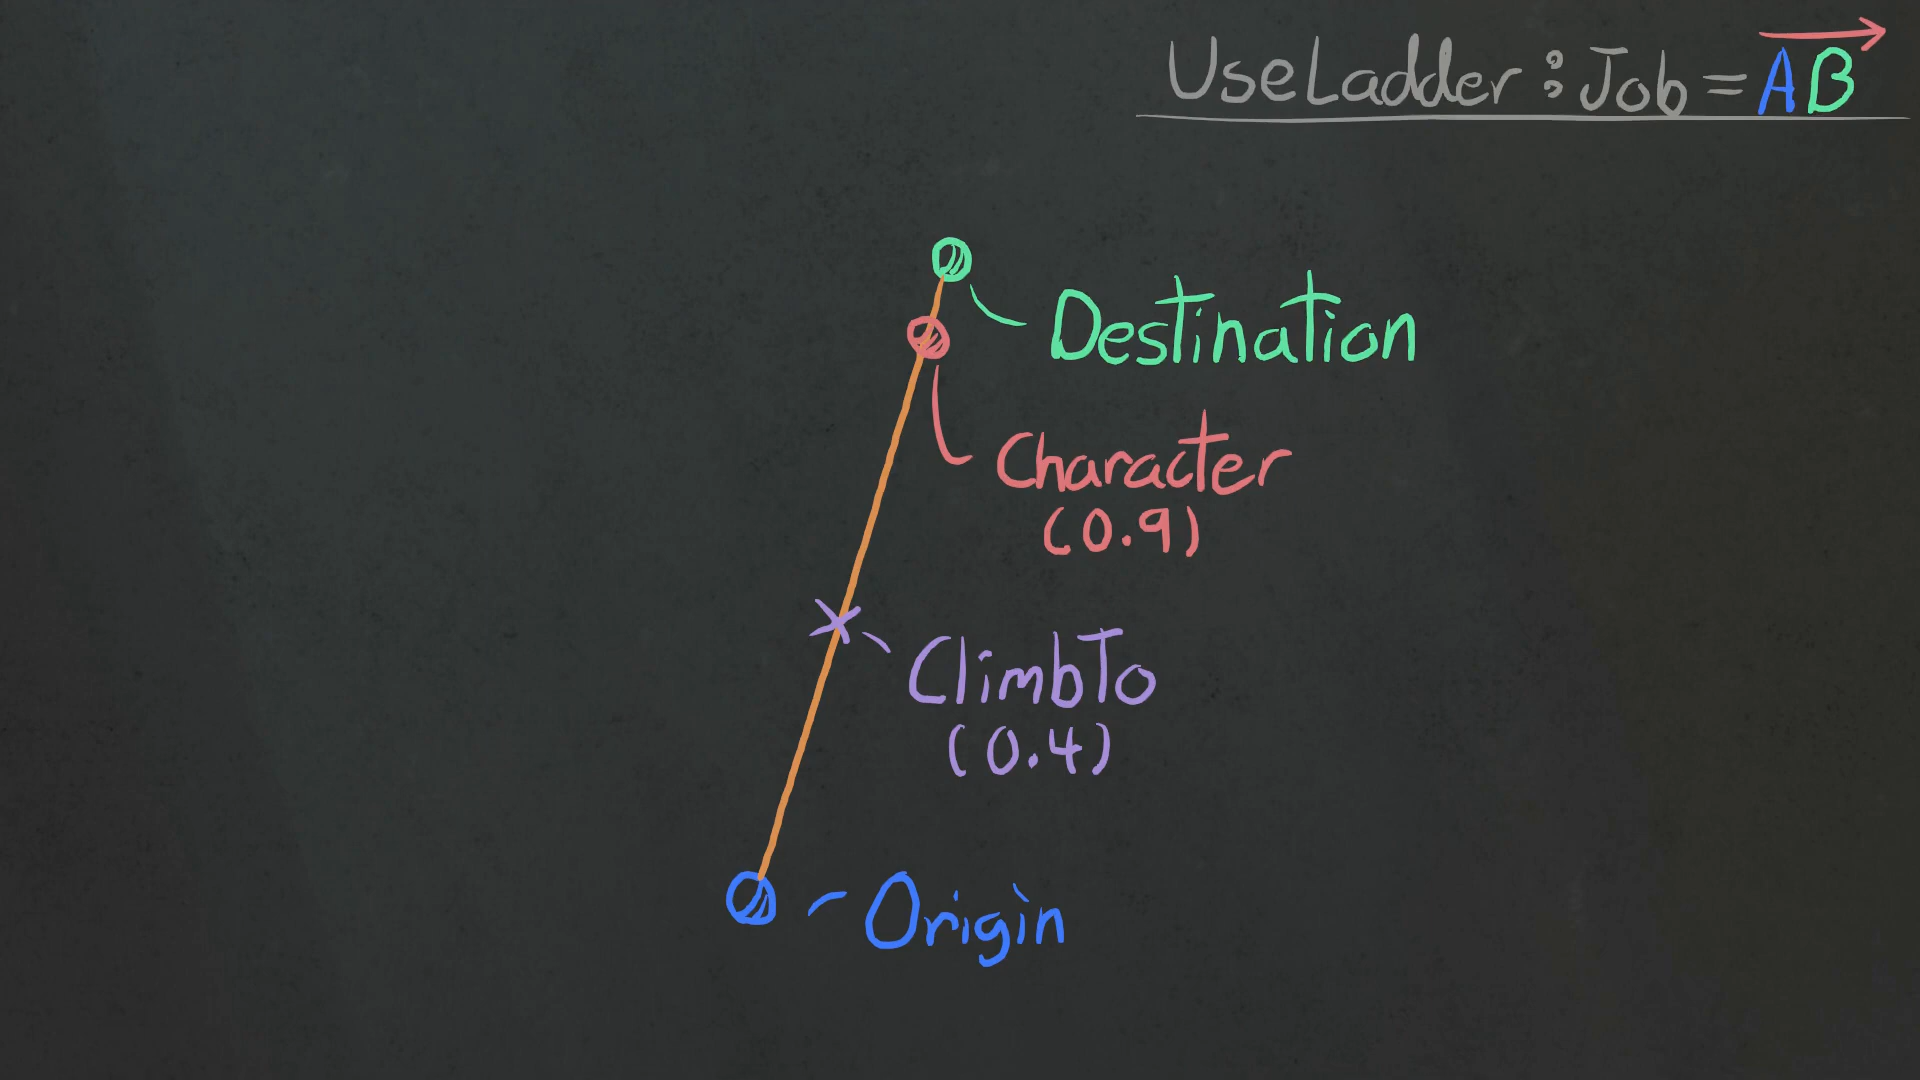 UseLadder : Job = AB
Destination
Character
(0.9)
ClimbTo
(0.4)
Origin